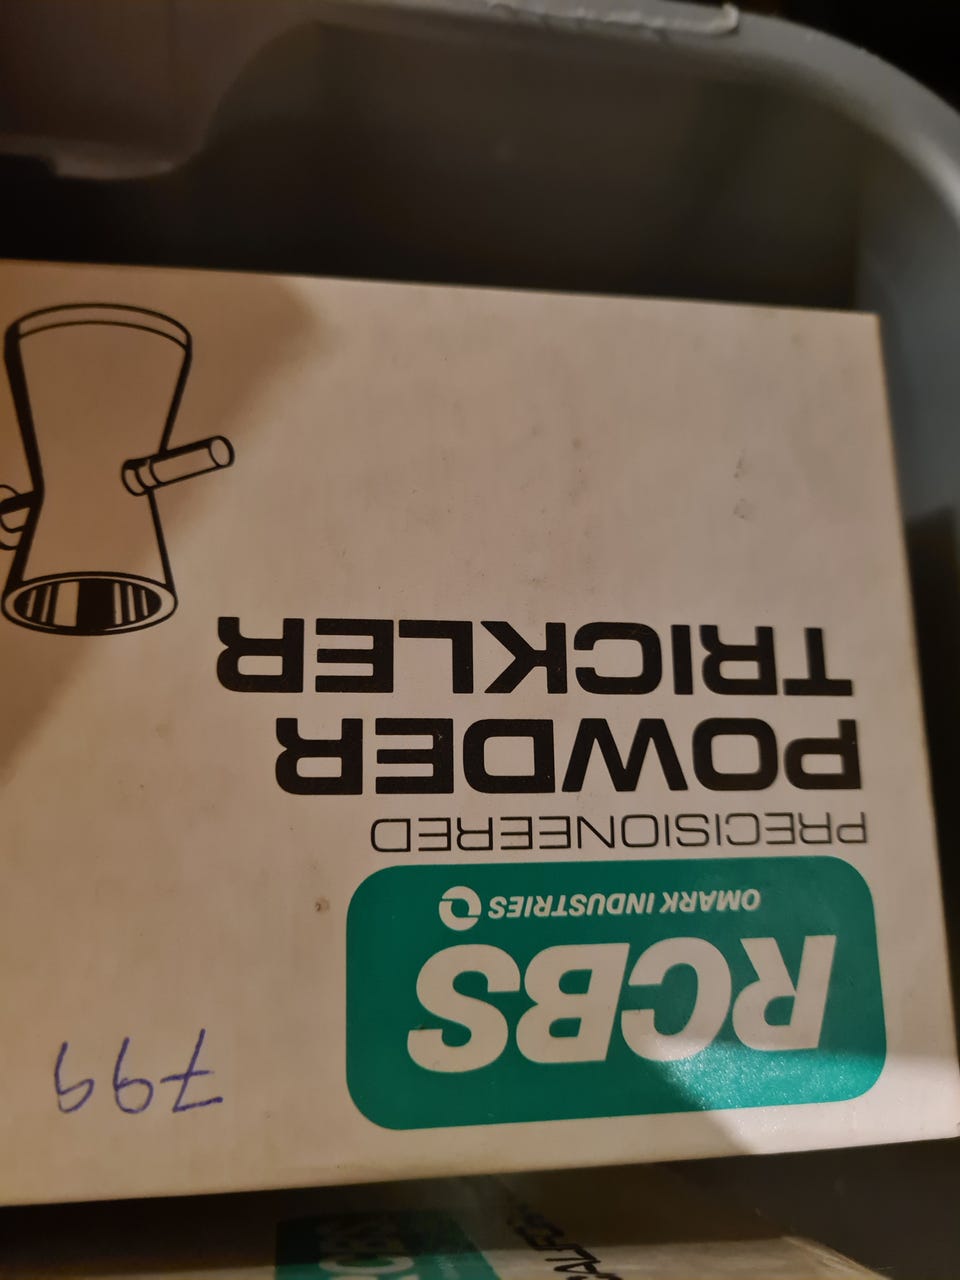 799
RCBS
OMARK INDUSTRIES
PRECISIONEERED
POWDER
TRICKLER